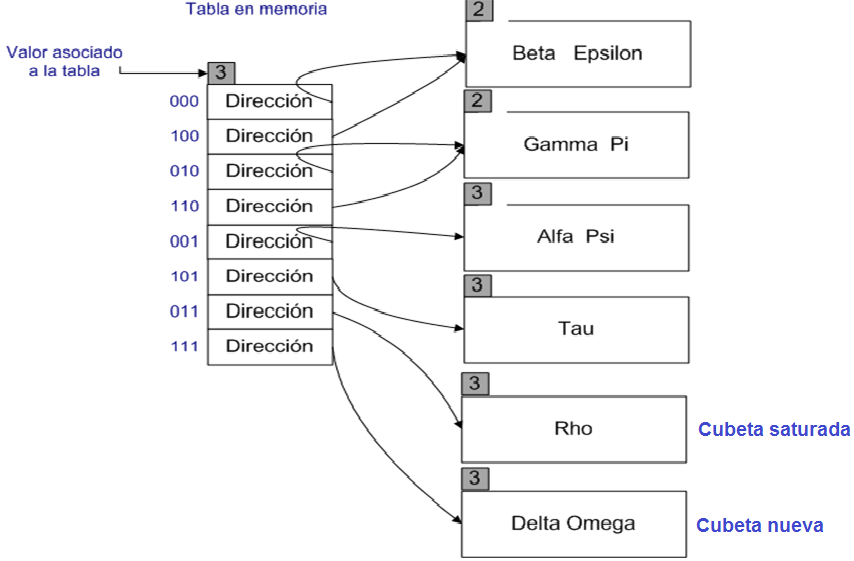 Tabla en memoria
Valor asociado
a la tabla
3
000 Dirección
100 Dirección
010 Dirección
110 Dirección
001 Dirección
101 Dirección
011 Dirección
111 Dirección
2
Beta Epsilon
2
Gamma Pi
3
Alfa Psi
3
Tau
3
Rho
Cubeta saturada
3
Delta Omega
Cubeta nueva